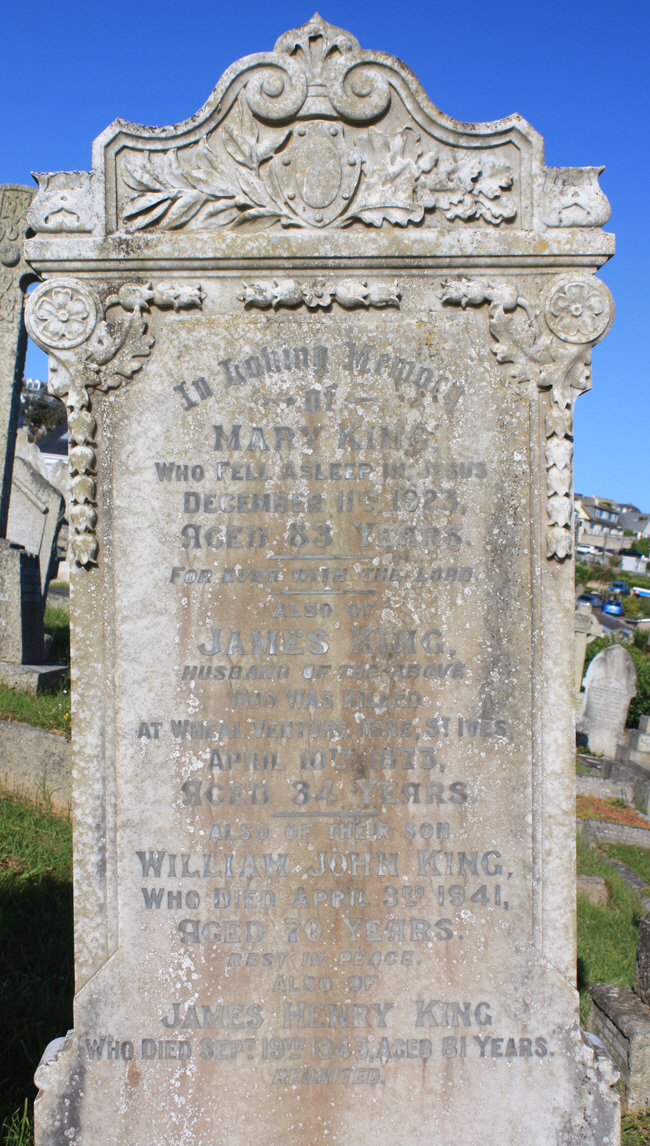 In Loving Memory
of
MARY KING,
WHO FELL ASLEEP IN JESUS
DECEMBER 11TH 1923,
AGED 83 YEARS.
FOR EVER WITH THE LORD.
ALSO OF
JAMES KING,
HUSBAND OF THE ABOVE
WHO WAS KILLED
AT WHEAL VENTURE MINE, ST IVES
APRIL 10TH 1873,
AGED 34 YEARS.
ALSO OF THEIR SON
WILLIAM JOHN KING,
WHO DIED APRIL 3RD 1941,
AGED 70 YEARS.
REST IN PEACE.
ALSO OF
JAMES HENRY KING
WHO DIED SEPT 19TH 1943, AGED 81 YEARS.
REUNITED.